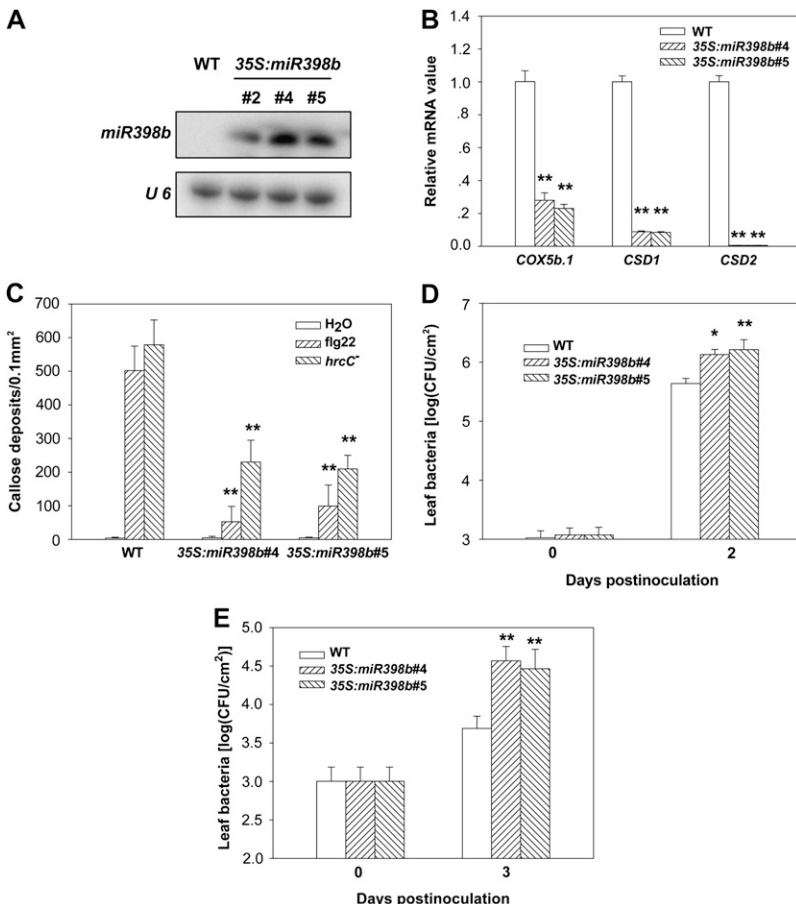 A
WT 35S:miR398b
#2 #4 #5
miR398b
U 6
B
WT
35S:miR398b#4
35S:miR398b#5
Relative mRNA value
1.4
1.2
1.0
.8
.6
.4
.2
0.0
** **
** **
** **
COX5b.1 CSD1 CSD2
C
H2O
flg22
hrcC-
Callose deposits/0.1mm²
700
600
500
400
300
200
100
0
** **
** **
WT 35S:miR398b#4 35S:miR398b#5
D
WT
35S:miR398b#4
35S:miR398b#5
Leaf bacteria [log(CFU/cm²)
7
6
5
4
3
* **
0 2
Days postinoculation
E
WT
35S:miR398b#4
35S:miR398b#5
Leaf bacteria [log(CFU/cm²)]
5.0
4.5
4.0
3.5
3.0
2.5
2.0
** **
0 3
Days postinoculation